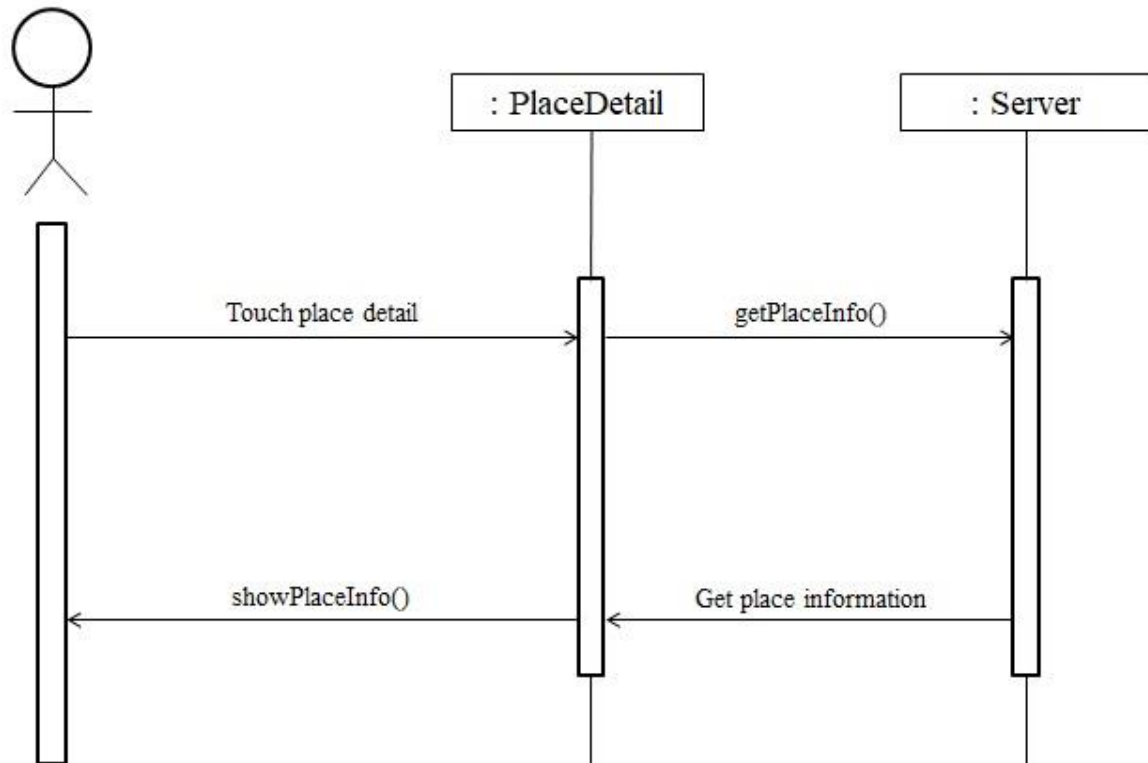 : PlaceDetail
: Server
Touch place detail
getPlaceInfo()
showPlaceInfo()
Get place information